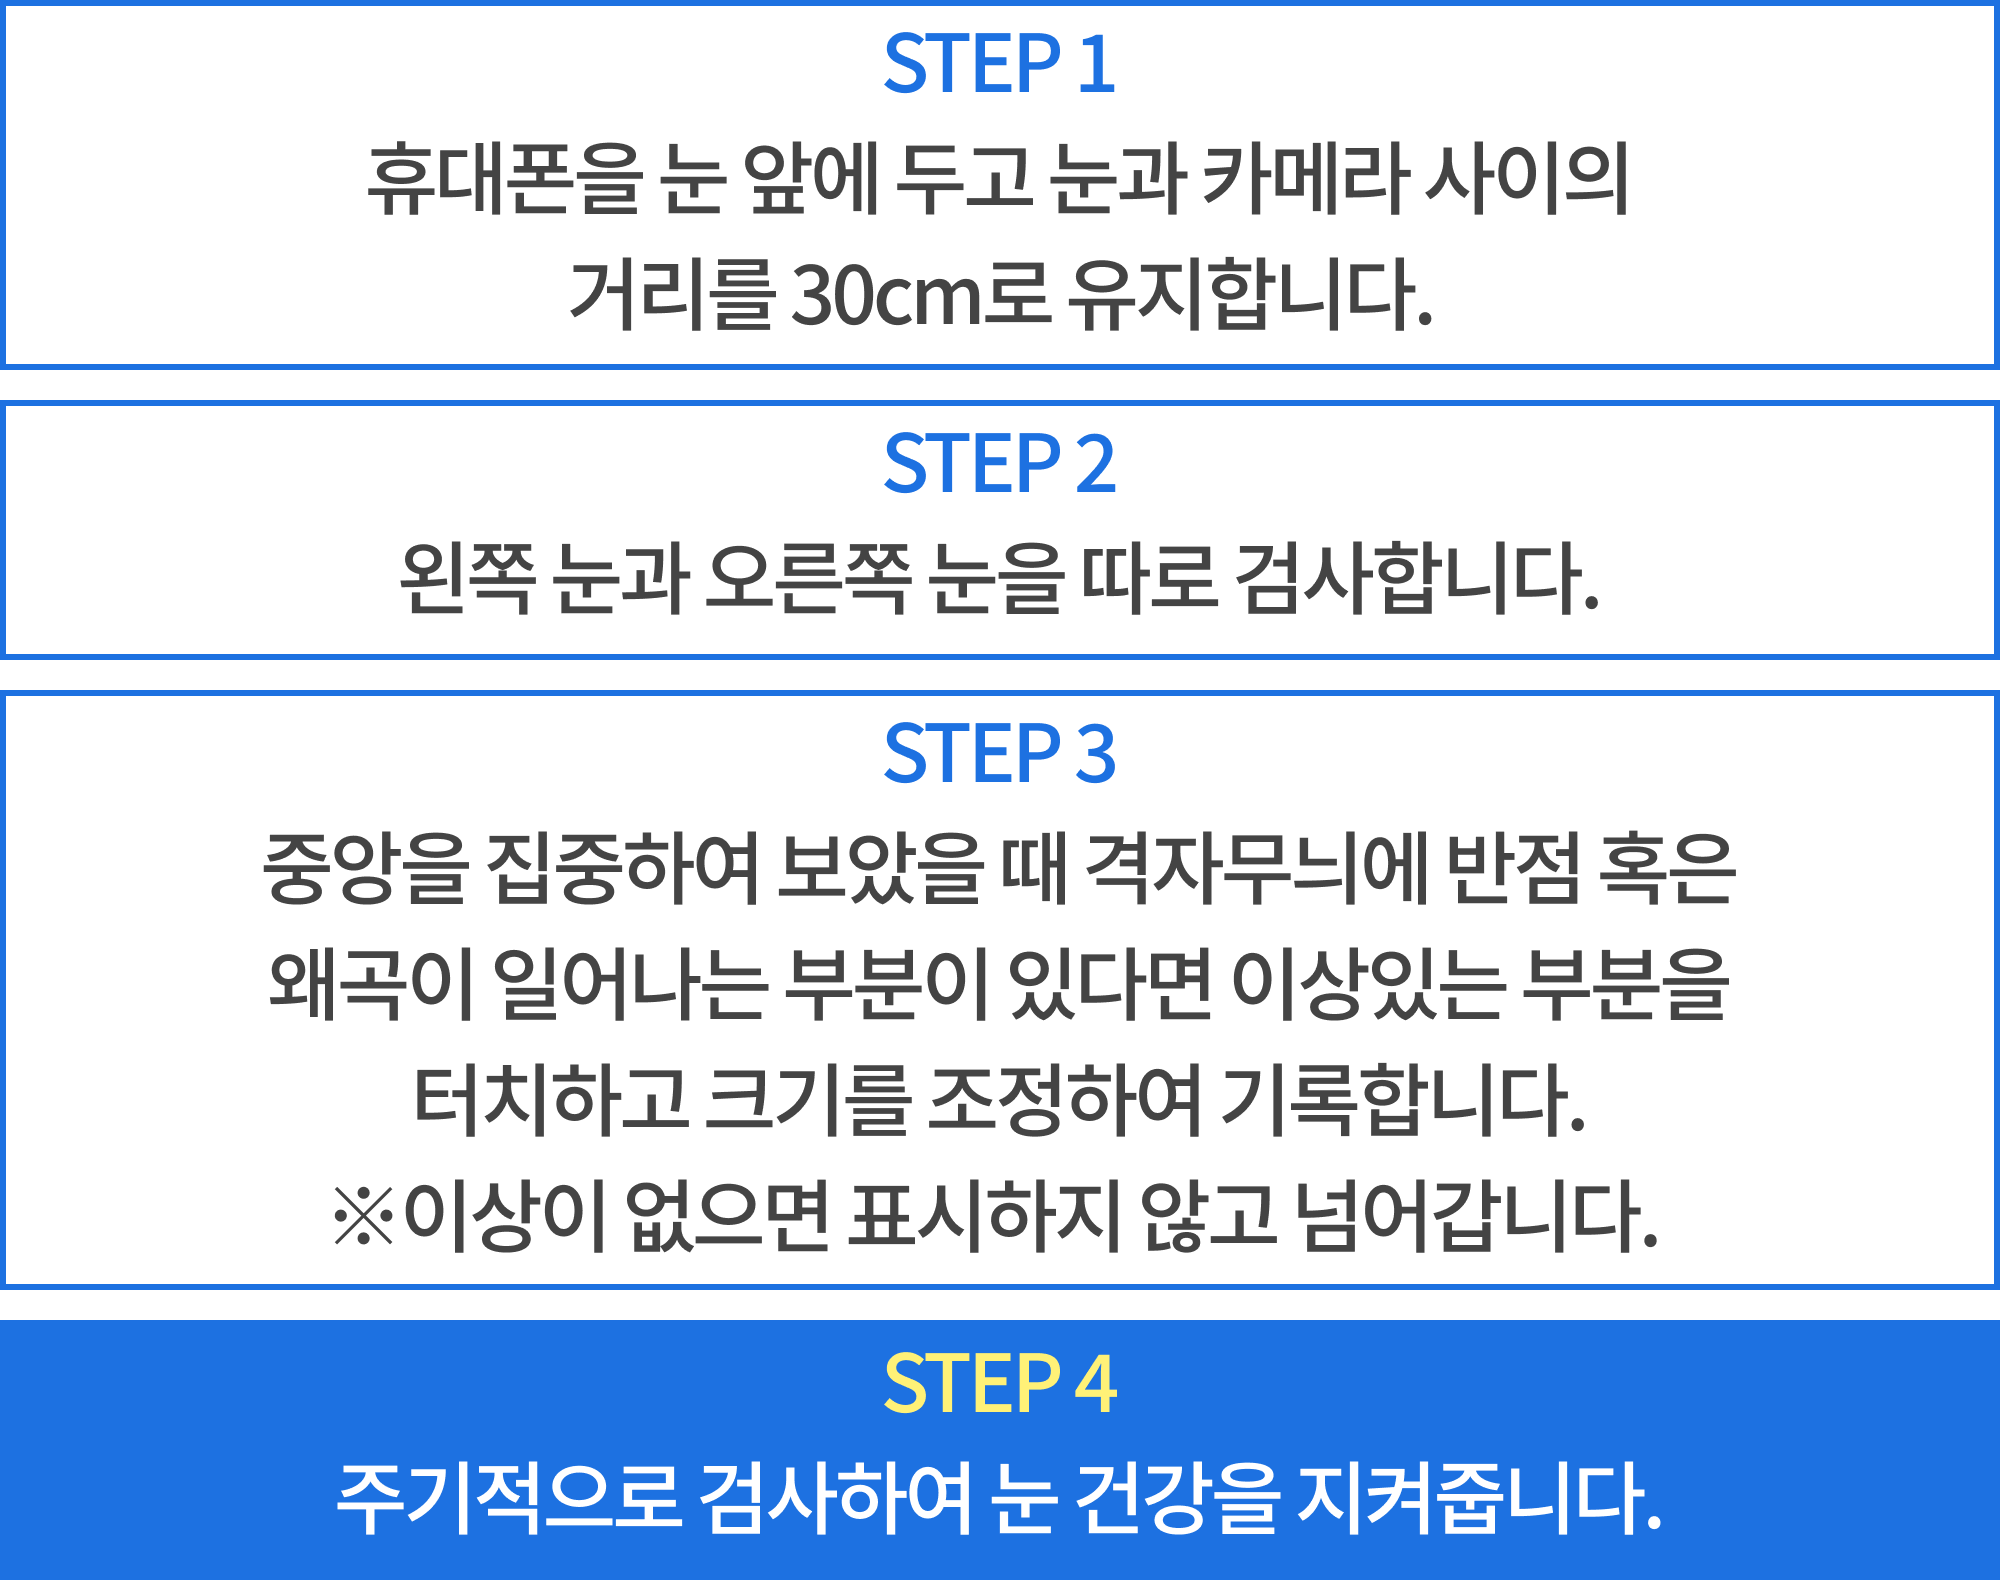 STEP 1
휴대폰을 눈 앞에 두고 눈과 카메라 사이의
거리를 30cm로 유지합니다.
STEP 2
왼쪽 눈과 오른쪽 눈을 따로 검사합니다.
STEP 3
중앙을 집중하여 보았을 때 격자무늬에 반점 혹은
왜곡이 일어나는 부분이 있다면 이상있는 부분을
터치하고 크기를 조정하여 기록합니다.
※이상이 없으면 표시하지 않고 넘어갑니다.
STEP 4
주기적으로 검사하여 눈 건강을 지켜줍니다.